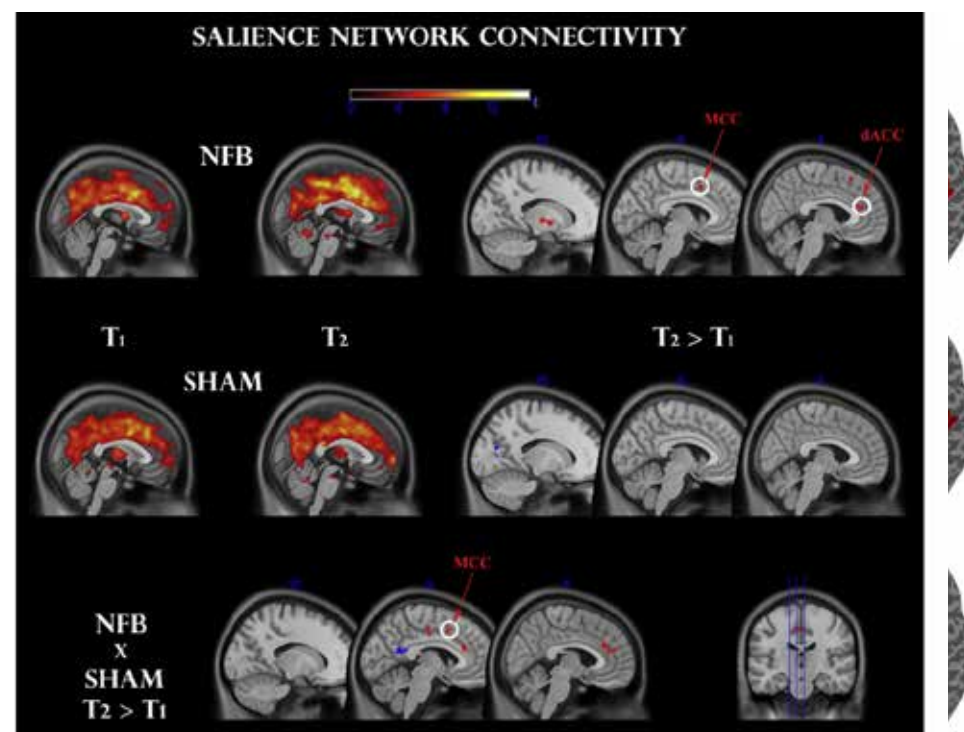 SALIENCE NETWORK CONNECTIVITY
t
NFB
MCC
dACC
T1
T2
T2 > T1
SHAM
MCC
NFB
x
SHAM
T2 > T1